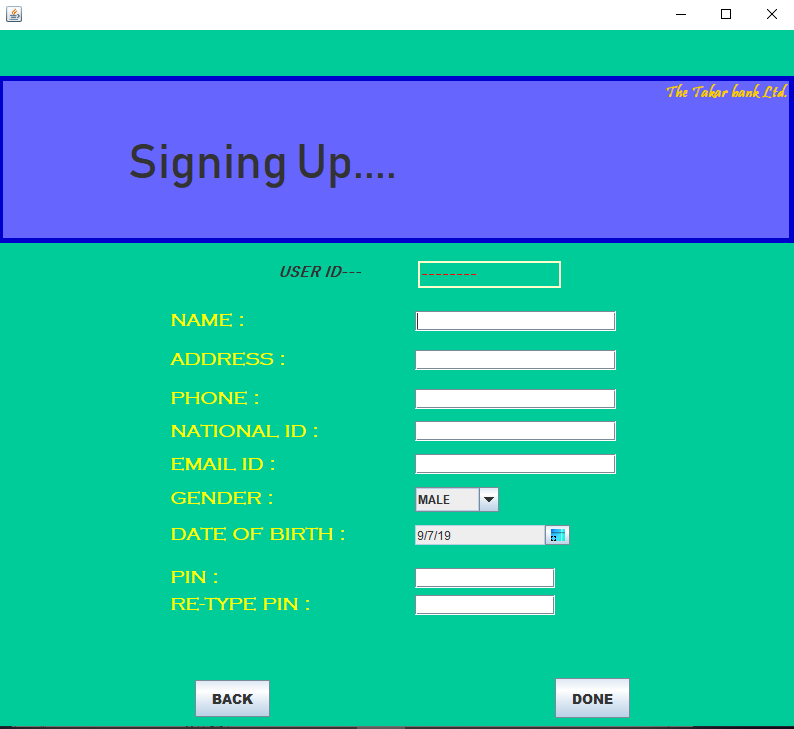 The Takar bank Ltd.
Signing Up....
USER ID--- --------
NAME :
ADDRESS :
PHONE :
NATIONAL ID :
EMAIL ID :
GENDER : MALE
DATE OF BIRTH : 9/7/19
PIN :
RE-TYPE PIN :
BACK DONE